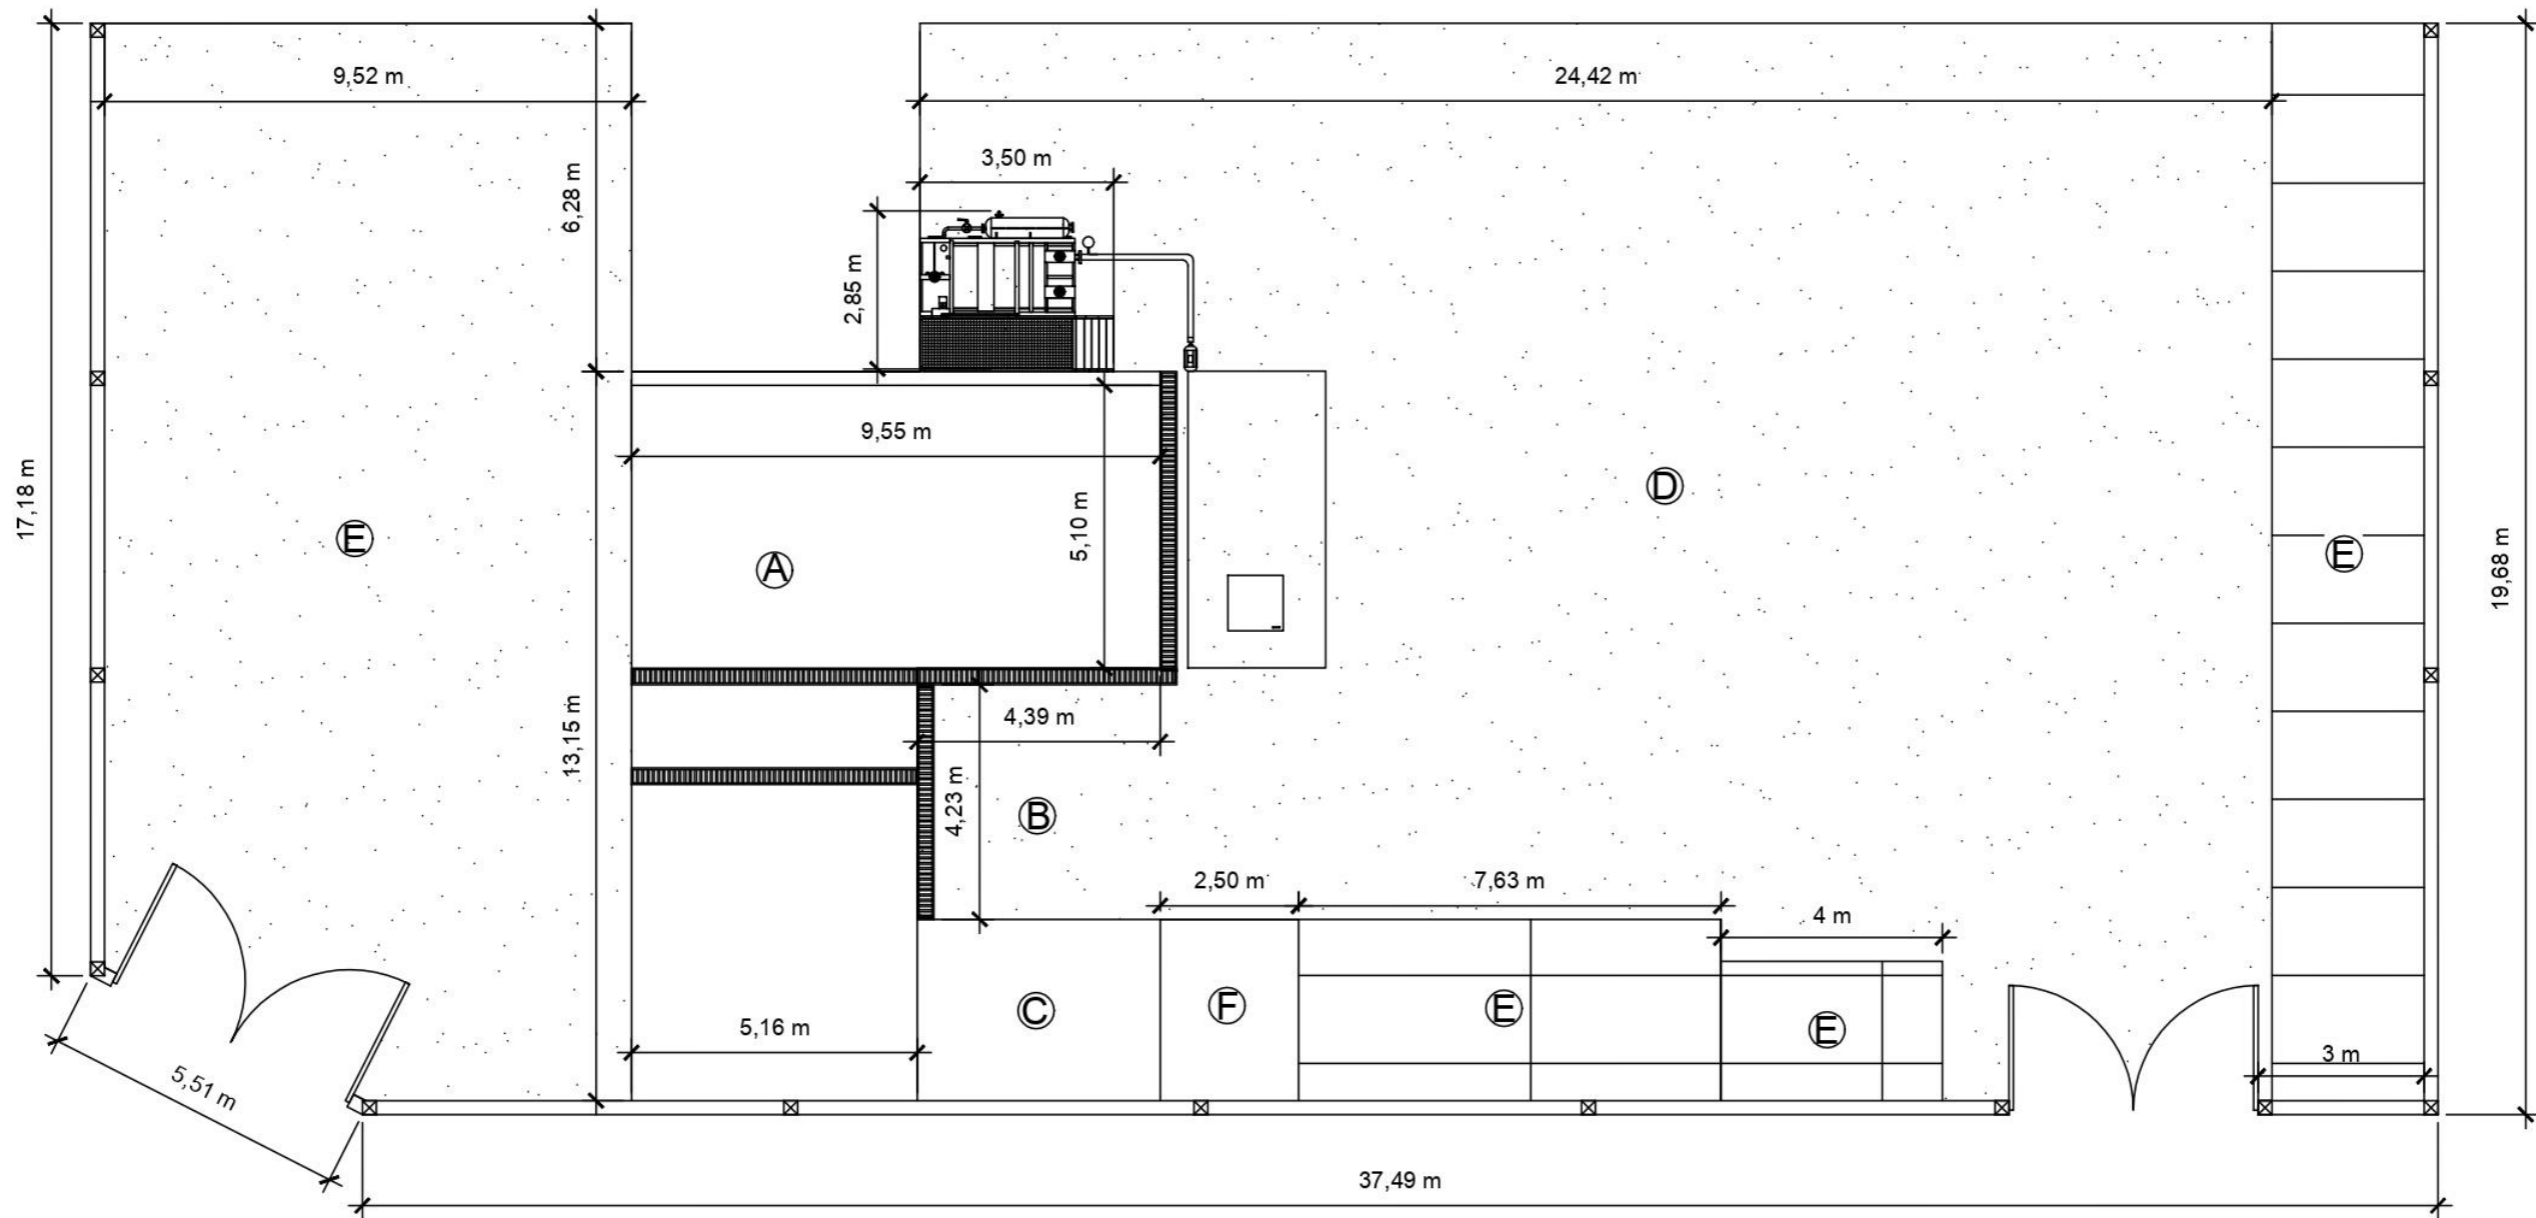 9,52 m
24,42 m
3,50 m
6,28 m
2,85 m
9,55 m
17,18 m
E
A
5,10 m
D
E
19,68 m
13,15 m
4,39 m
4,23 m
B
2,50 m
7,63 m
4 m
5,16 m
C
F
E
E
3 m
5,51 m
37,49 m